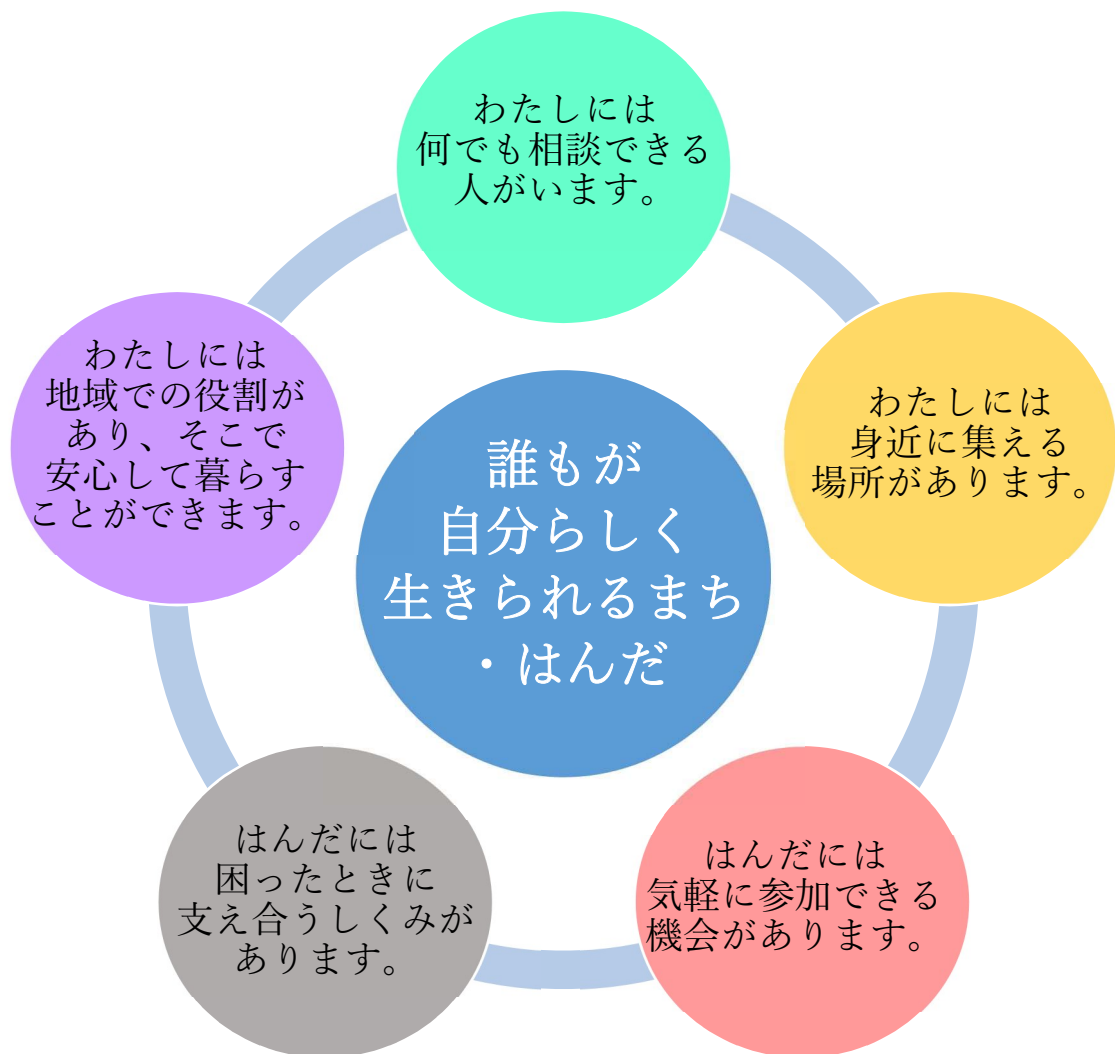 わたしには
何でも相談できる
人がいます。
わたしには
身近に集える
場所があります。
はんだには
気軽に参加できる
機会があります。
はんだには
困ったときに
支え合うしくみが
あります。
わたしには
地域での役割が
あり、そこで
安心して暮らす
ことができます。
誰もが
自分らしく
生きられるまち
・はんだ